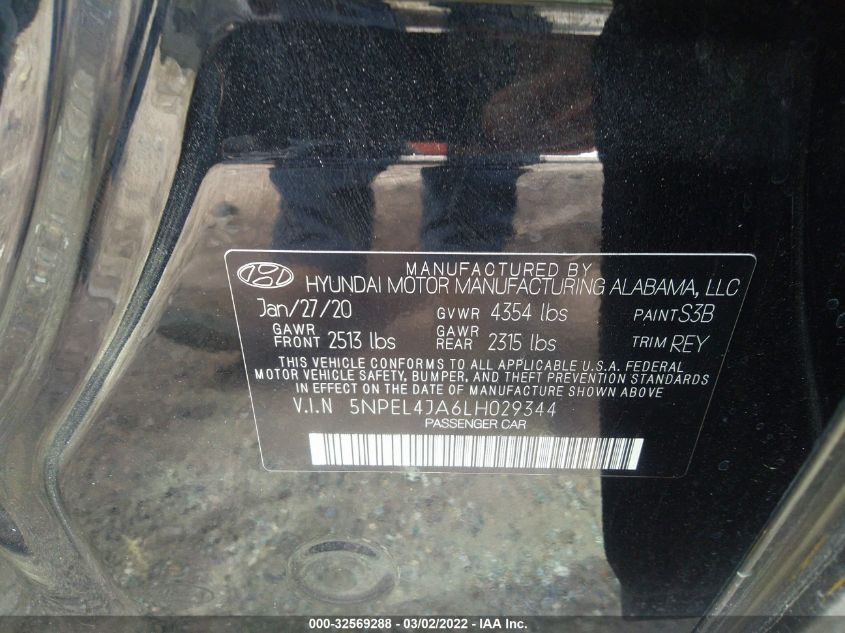 MANUFACTURED BY
HYUNDAI MOTOR MANUFACTURING ALABAMA, LLC
Jan/27/20 GVWR 4354 lbs PAINT S3B
GAWR FRONT 2513 lbs GAWR REAR 2315 lbs TRIM REY
THIS VEHICLE CONFORMS TO ALL APPLICABLE U.S.A. FEDERAL
MOTOR VEHICLE SAFETY, BUMPER, AND THEFT PREVENTION STANDARDS
IN EFFECT ON THE DATE OF MANUFACTURE SHOWN ABOVE.
V.I.N 5NPEL4JA6LH029344
PASSENGER CAR
000-32569288 - 03/02/2022 - IAA Inc.